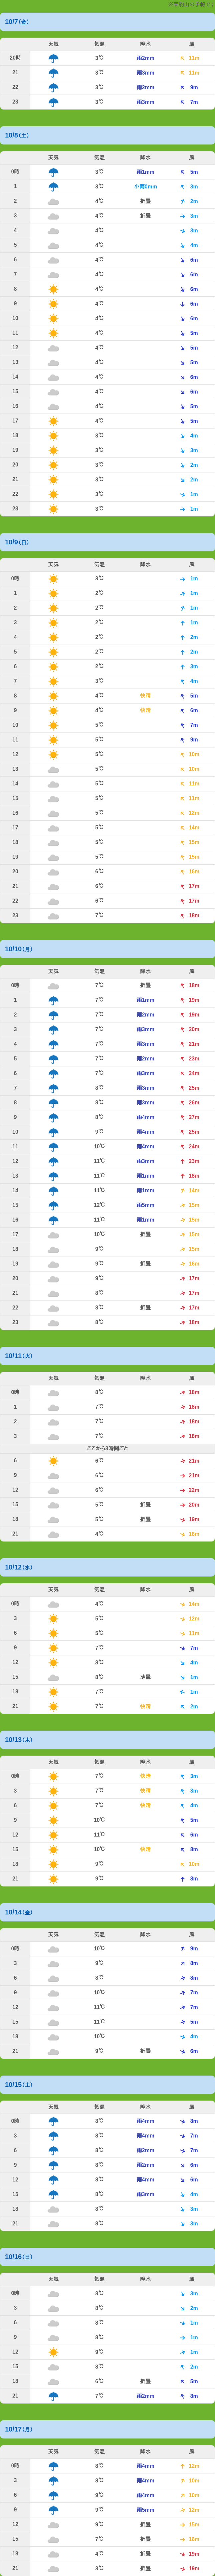 10/7(金)
天気 気温 降水 風
20時 3℃ 雨2mm 11m
21 3℃ 雨3mm 11m
22 3℃ 雨2mm 9m
23 3℃ 雨3mm 7m
10/8(土)
天気 気温 降水 風
0時 3℃ 雨1mm 5m
1 3℃ 小雨0mm 3m
2 4℃ 折畳 2m
3 4℃ 折畳 3m
4 4℃ 3m
5 4℃ 4m
6 4℃ 6m
7 4℃ 6m
8 4℃ 6m
9 4℃ 6m
10 4℃ 6m
11 4℃ 5m
12 4℃ 5m
13 4℃ 5m
14 4℃ 6m
15 4℃ 6m
16 4℃ 5m
17 4℃ 5m
18 3℃ 4m
19 3℃ 3m
20 3℃ 2m
21 3℃ 2m
22 3℃ 1m
23 3℃ 1m
10/9(日)
天気 気温 降水 風
0時 3℃ 1m
1 2℃ 1m
2 2℃ 1m
3 2℃ 1m
4 2℃ 2m
5 2℃ 2m
6 2℃ 3m
7 3℃ 4m
8 4℃ 快晴 5m
9 4℃ 快晴 6m
10 5℃ 7m
11 5℃ 9m
12 5℃ 10m
13 5℃ 10m
14 5℃ 11m
15 5℃ 11m
16 5℃ 12m
17 5℃ 14m
18 5℃ 15m
19 5℃ 15m
20 6℃ 16m
21 6℃ 17m
22 6℃ 17m
23 7℃ 18m
10/10(月)
天気 気温 降水 風
0時 7℃ 折畳 18m
1 7℃ 雨1mm 19m
2 7℃ 雨2mm 19m
3 7℃ 雨3mm 20m
4 7℃ 雨3mm 21m
5 7℃ 雨2mm 23m
6 7℃ 雨3mm 24m
7 8℃ 雨3mm 25m
8 8℃ 雨3mm 26m
9 8℃ 雨4mm 27m
10 9℃ 雨4mm 25m
11 10℃ 雨4mm 24m
12 11℃ 雨3mm 23m
13 11℃ 雨1mm 18m
14 11℃ 雨1mm 14m
15 12℃ 雨5mm 15m
16 11℃ 雨1mm 15m
17 10℃ 折畳 15m
18 9℃ 15m
19 9℃ 折畳 16m
20 9℃ 17m
21 8℃ 17m
22 8℃ 折畳 17m
23 8℃ 18m
10/11(火)
天気 気温 降水 風
0時 8℃ 18m
1 7℃ 18m
2 7℃ 18m
3 7℃ 18m
ここから3時間ごと
6 6℃ 21m
9 6℃ 21m
12 6℃ 22m
15 5℃ 折畳 20m
18 5℃ 折畳 19m
21 4℃ 16m
10/12(水)
天気 気温 降水 風
0時 4℃ 14m
3 5℃ 12m
6 5℃ 11m
9 7℃ 7m
12 8℃ 4m
15 8℃ 薄曇 1m
18 7℃ 1m
21 7℃ 快晴 2m
10/13(木)
天気 気温 降水 風
0時 7℃ 快晴 3m
3 7℃ 快晴 3m
6 7℃ 快晴 4m
9 10℃ 5m
12 11℃ 6m
15 10℃ 快晴 8m
18 9℃ 10m
21 9℃ 8m
10/14(金)
天気 気温 降水 風
0時 10℃ 9m
3 9℃ 8m
6 8℃ 8m
9 10℃ 7m
12 11℃ 7m
15 11℃ 5m
18 10℃ 4m
21 9℃ 折畳 6m
10/15(土)
天気 気温 降水 風
0時 8℃ 雨4mm 8m
3 8℃ 雨4mm 7m
6 8℃ 雨2mm 7m
9 8℃ 雨2mm 6m
12 8℃ 雨4mm 6m
15 8℃ 雨3mm 4m
18 8℃ 3m
21 8℃ 3m
10/16(日)
天気 気温 降水 風
0時 8℃ 3m
3 8℃ 2m
6 8℃ 1m
9 8℃ 1m
12 9℃ 1m
15 8℃ 2m
18 6℃ 折畳 5m
21 7℃ 雨2mm 8m
10/17(月)
天気 気温 降水 風
0時 8℃ 雨4mm 12m
3 8℃ 雨4mm 10m
6 9℃ 雨4mm 10m
9 9℃ 雨5mm 12m
12 9℃ 折畳 15m
15 7℃ 折畳 16m
18 4℃ 折畳 19m
21 3℃ 折畳 19m